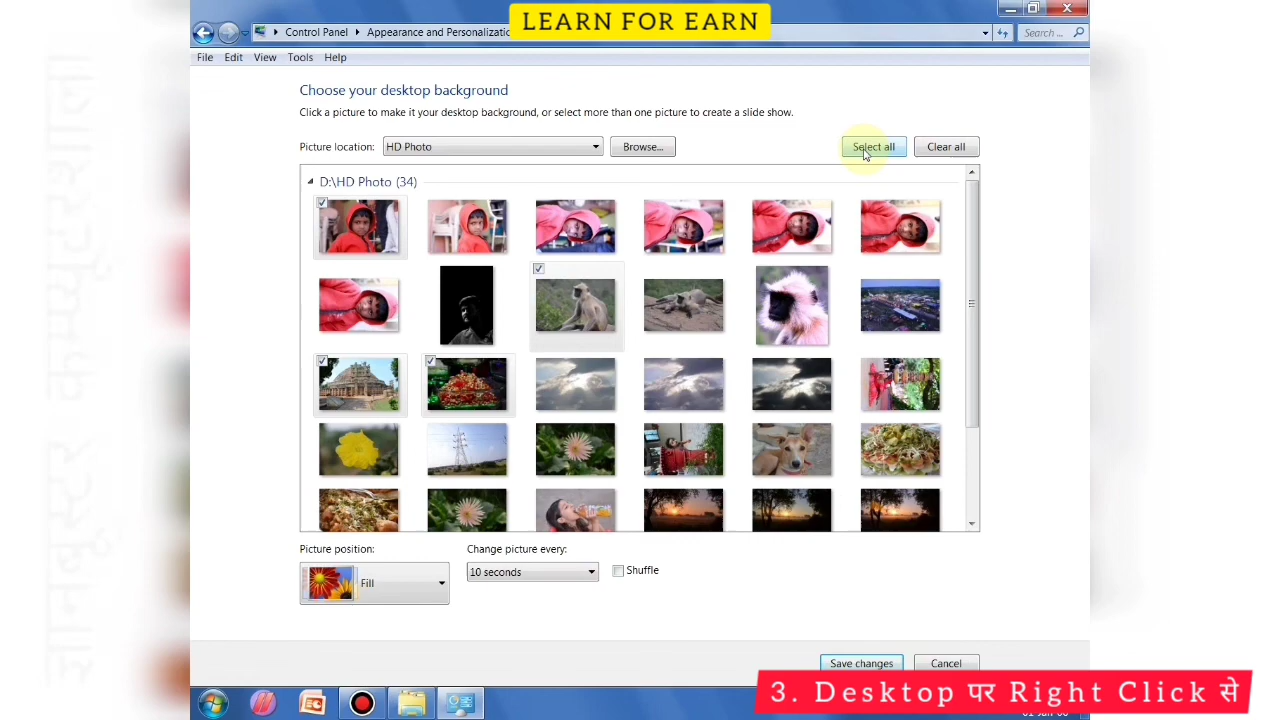 LEARN FOR EARN
Control Panel
Appearance and Personalizatio
Search ...
File Edit View Tools Help
Choose your desktop background
Click a picture to make it your desktop background, or select more than one picture to create a slide show.
Picture location: HD Photo Browse... Select all Clear all
D:\HD Photo (34)
Picture position: Change picture every:
Fill 10 seconds Shuffle
Save changes Cancel
3. Desktop पर Right Click से